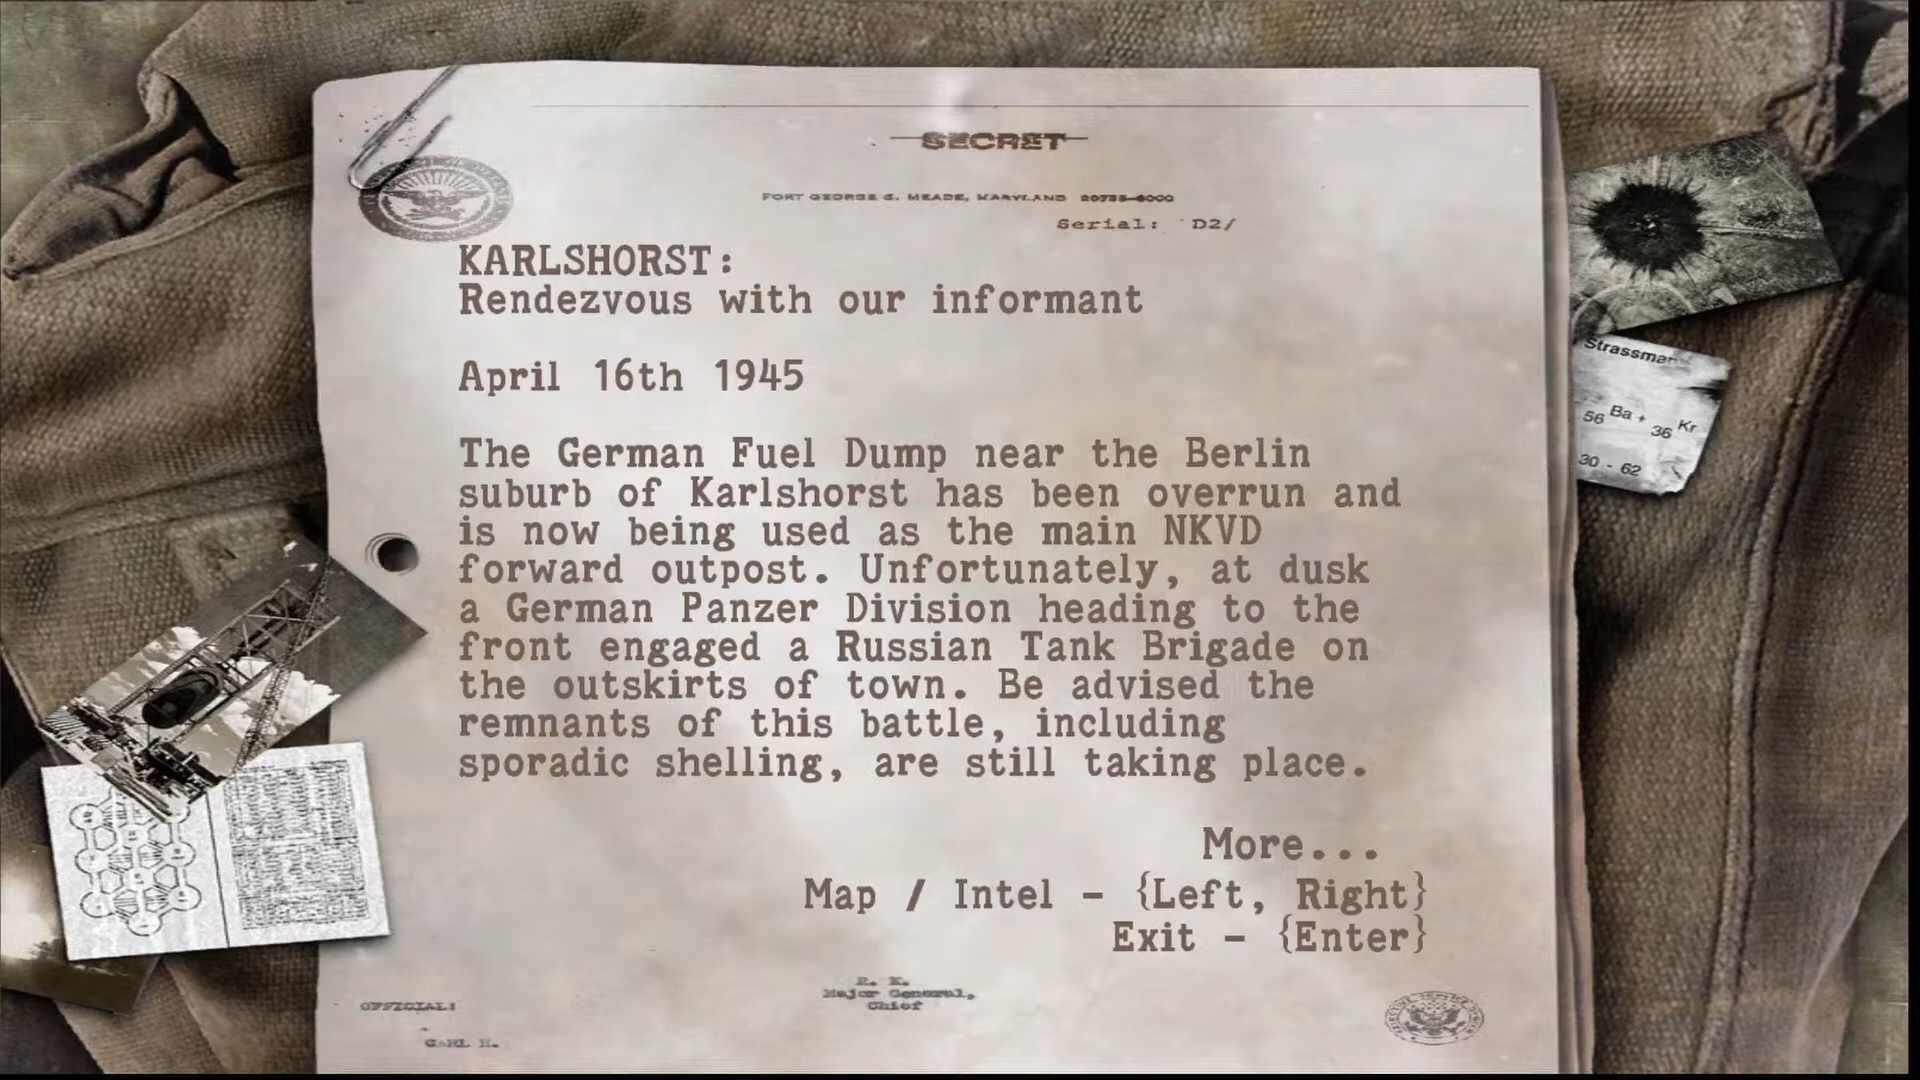 SECRET
FORT GEORGE G. MEADE, MARYLAND 20755-6000
Serial: D2/
KARLSHORST:
Rendezvous with our informant
April 16th 1945
The German Fuel Dump near the Berlin
suburb of Karlshorst has been overrun and
is now being used as the main NKVD
forward outpost. Unfortunately, at dusk
a German Panzer Division heading to the
front engaged a Russian Tank Brigade on
the outskirts of town. Be advised the
remnants of this battle, including
sporadic shelling, are still taking place.
More...
Map / Intel - {Left, Right}
Exit - {Enter}
R. K.
Major General,
Chief
OFFICIAL:
CARL H.
Strassman
56 Ba + 36 Kr
30 - 62